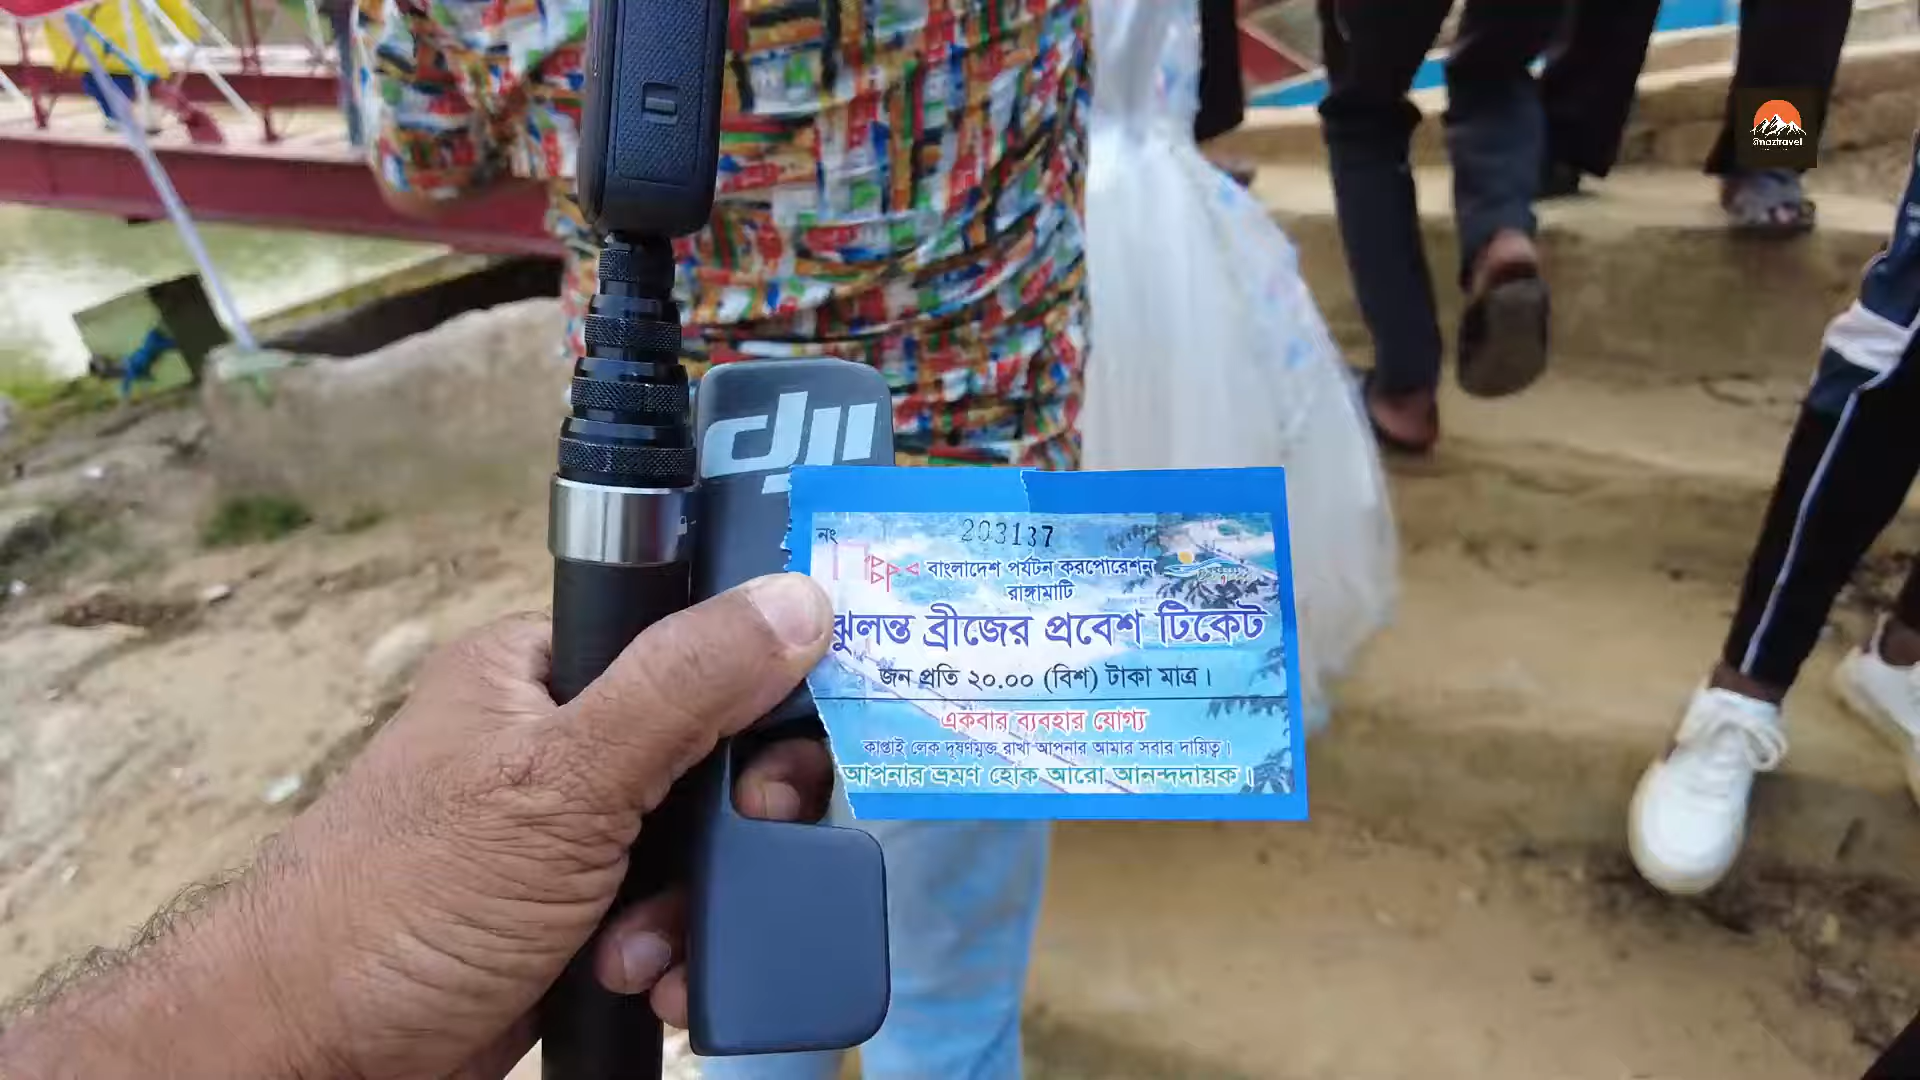 dji
নং 203137
বাংলাদেশ পর্যটন করপোরেশন
রাঙ্গামাটি
ঝুলন্ত ব্রীজের প্রবেশ টিকেট
জন প্রতি ২০.০০ (বিশ) টাকা মাত্র।
একবার ব্যবহার যোগ্য
কাপ্তাই লেক দূষণমুক্ত রাখা আপনার আমার সবার দায়িত্ব।
আপনার ভ্রমণ হোক আরো আনন্দদায়ক।